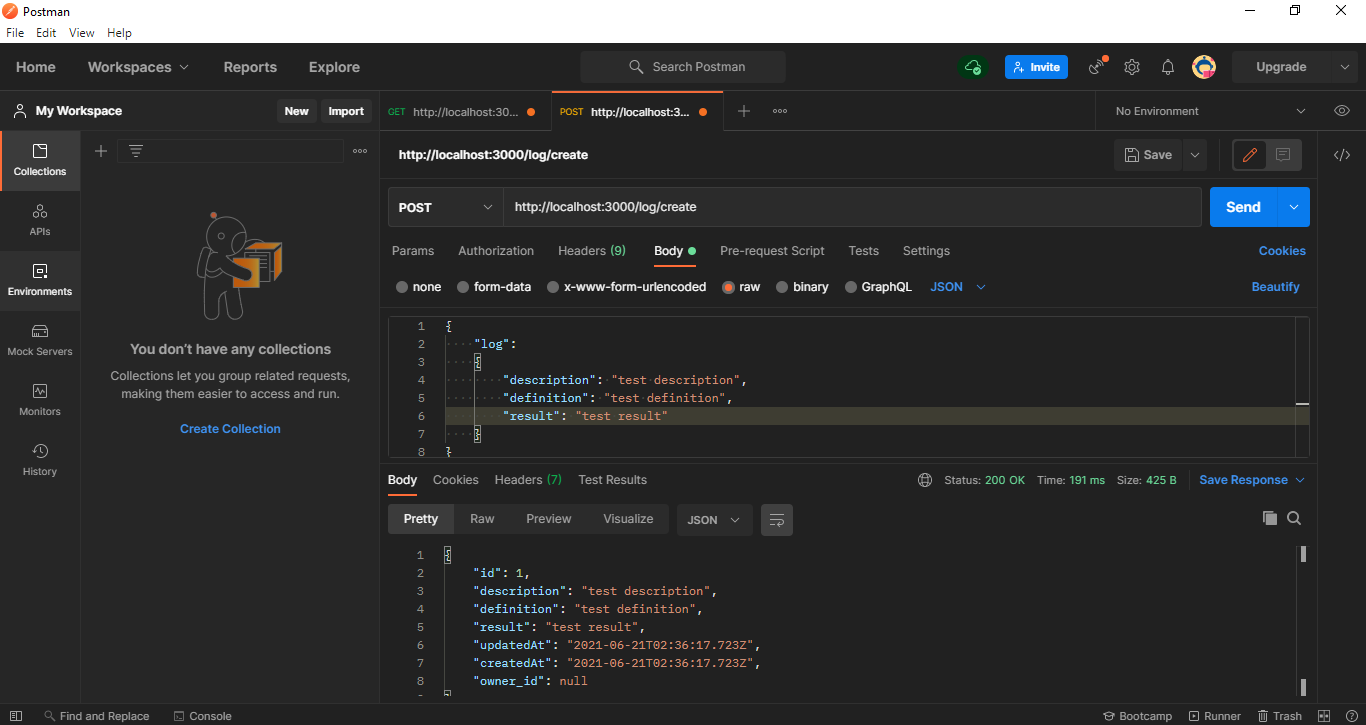 Postman
File Edit View Help
Home Workspaces Reports Explore Search Postman Invite Upgrade
My Workspace New Import GET http://localhost:30... POST http://localhost:3... No Environment
Collections
APIs
Environments
Mock Servers
Monitors
History
You don't have any collections
Collections let you group related requests,
making them easier to access and run.
Create Collection
http://localhost:3000/log/create Save
POST http://localhost:3000/log/create Send
Params Authorization Headers (9) Body Pre-request Script Tests Settings Cookies
none form-data x-www-form-urlencoded raw binary GraphQL JSON Beautify
1 {
2 "log":
3 {
4 "description": "test description",
5 "definition": "test definition",
6 "result": "test result"
7 }
8 }
Body Cookies Headers (7) Test Results Status: 200 OK Time: 191 ms Size: 425 B Save Response
Pretty Raw Preview Visualize JSON
1 {
2 "id": 1,
3 "description": "test description",
4 "definition": "test definition",
5 "result": "test result",
6 "updatedAt": "2021-06-21T02:36:17.723Z",
7 "createdAt": "2021-06-21T02:36:17.723Z",
8 "owner_id": null
Find and Replace Console Bootcamp Runner Trash